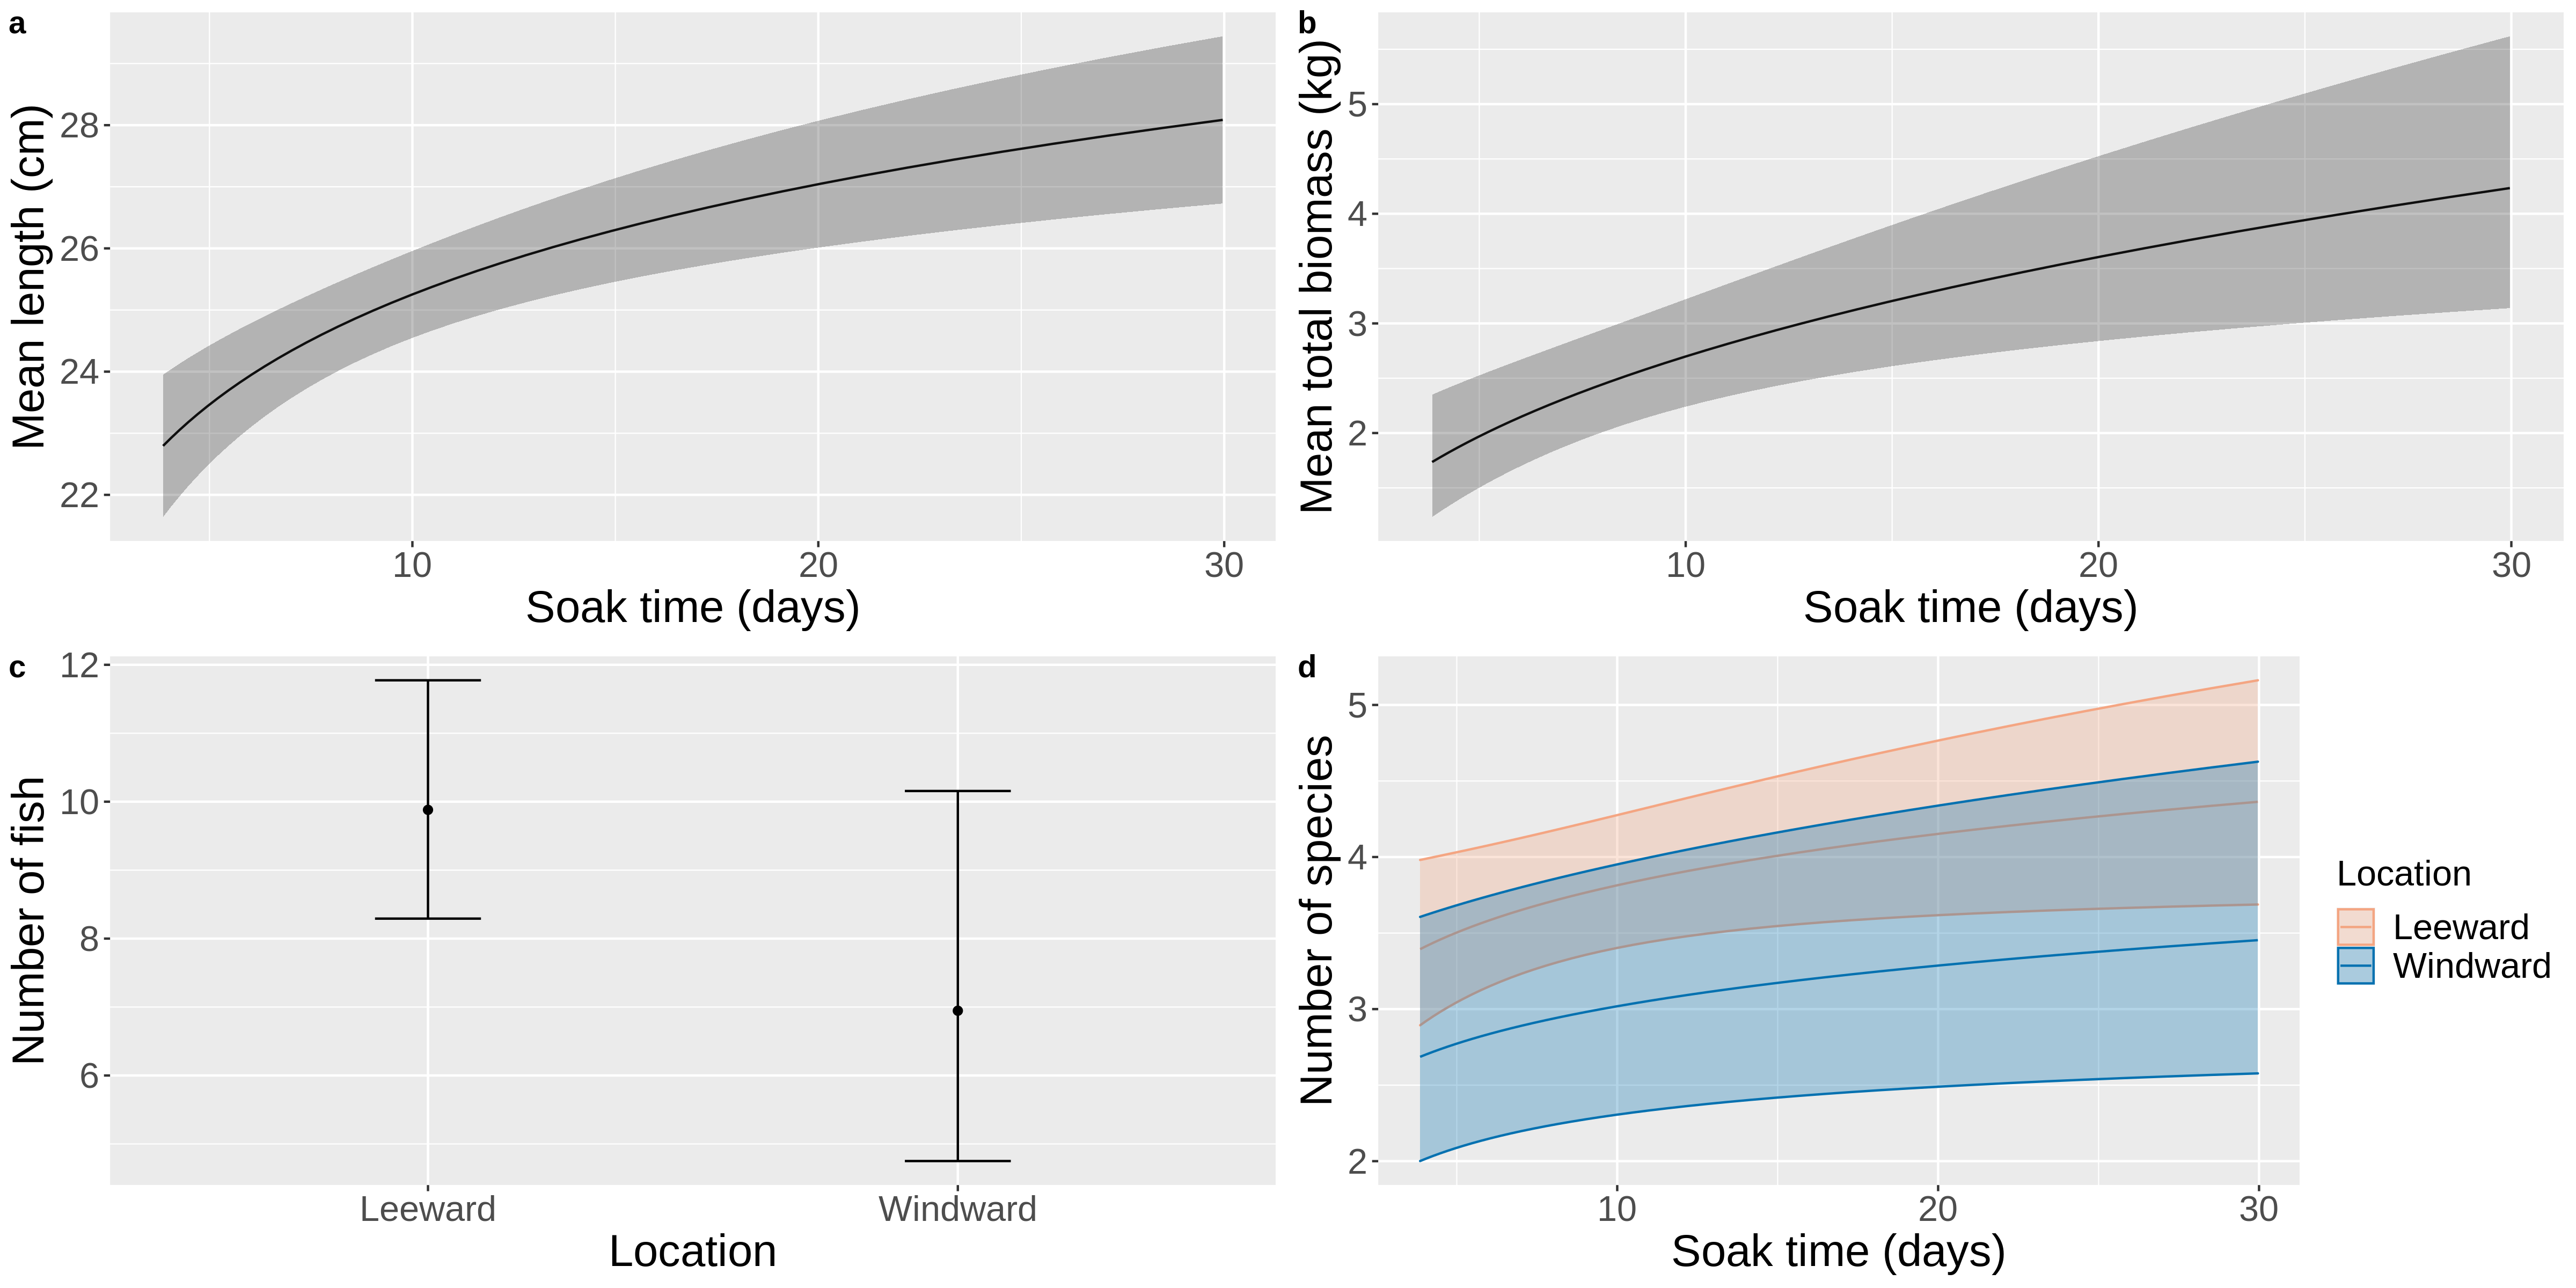 a
Mean length (cm)
28
26
24
22
10 20 30
Soak time (days)
b
Mean total biomass (kg)
5
4
3
2
10 20 30
Soak time (days)
c
Number of fish
12
10
8
6
Leeward Windward
Location
d
Number of species
5
4
3
2
10 20 30
Soak time (days)
Location
Leeward
Windward